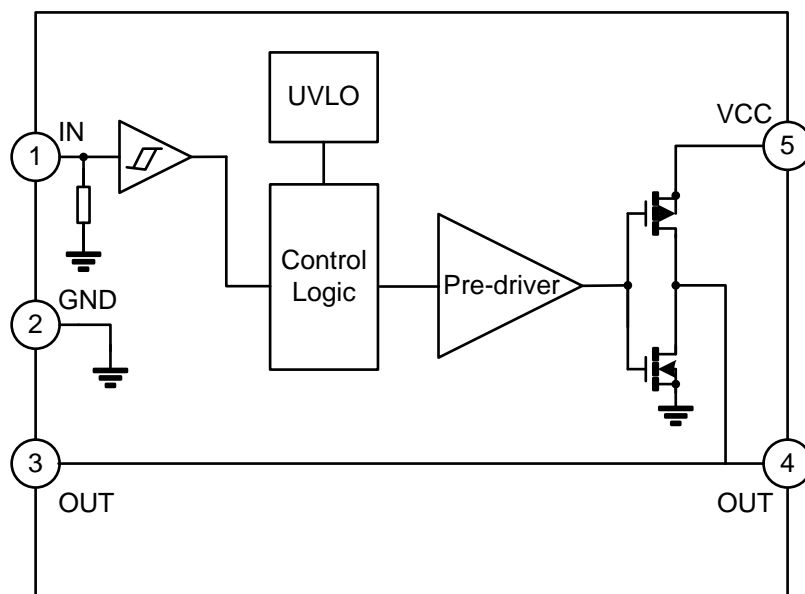 UVLO
IN
VCC
1
5
Control
Logic
Pre-driver
GND
2
3
4
OUT
OUT